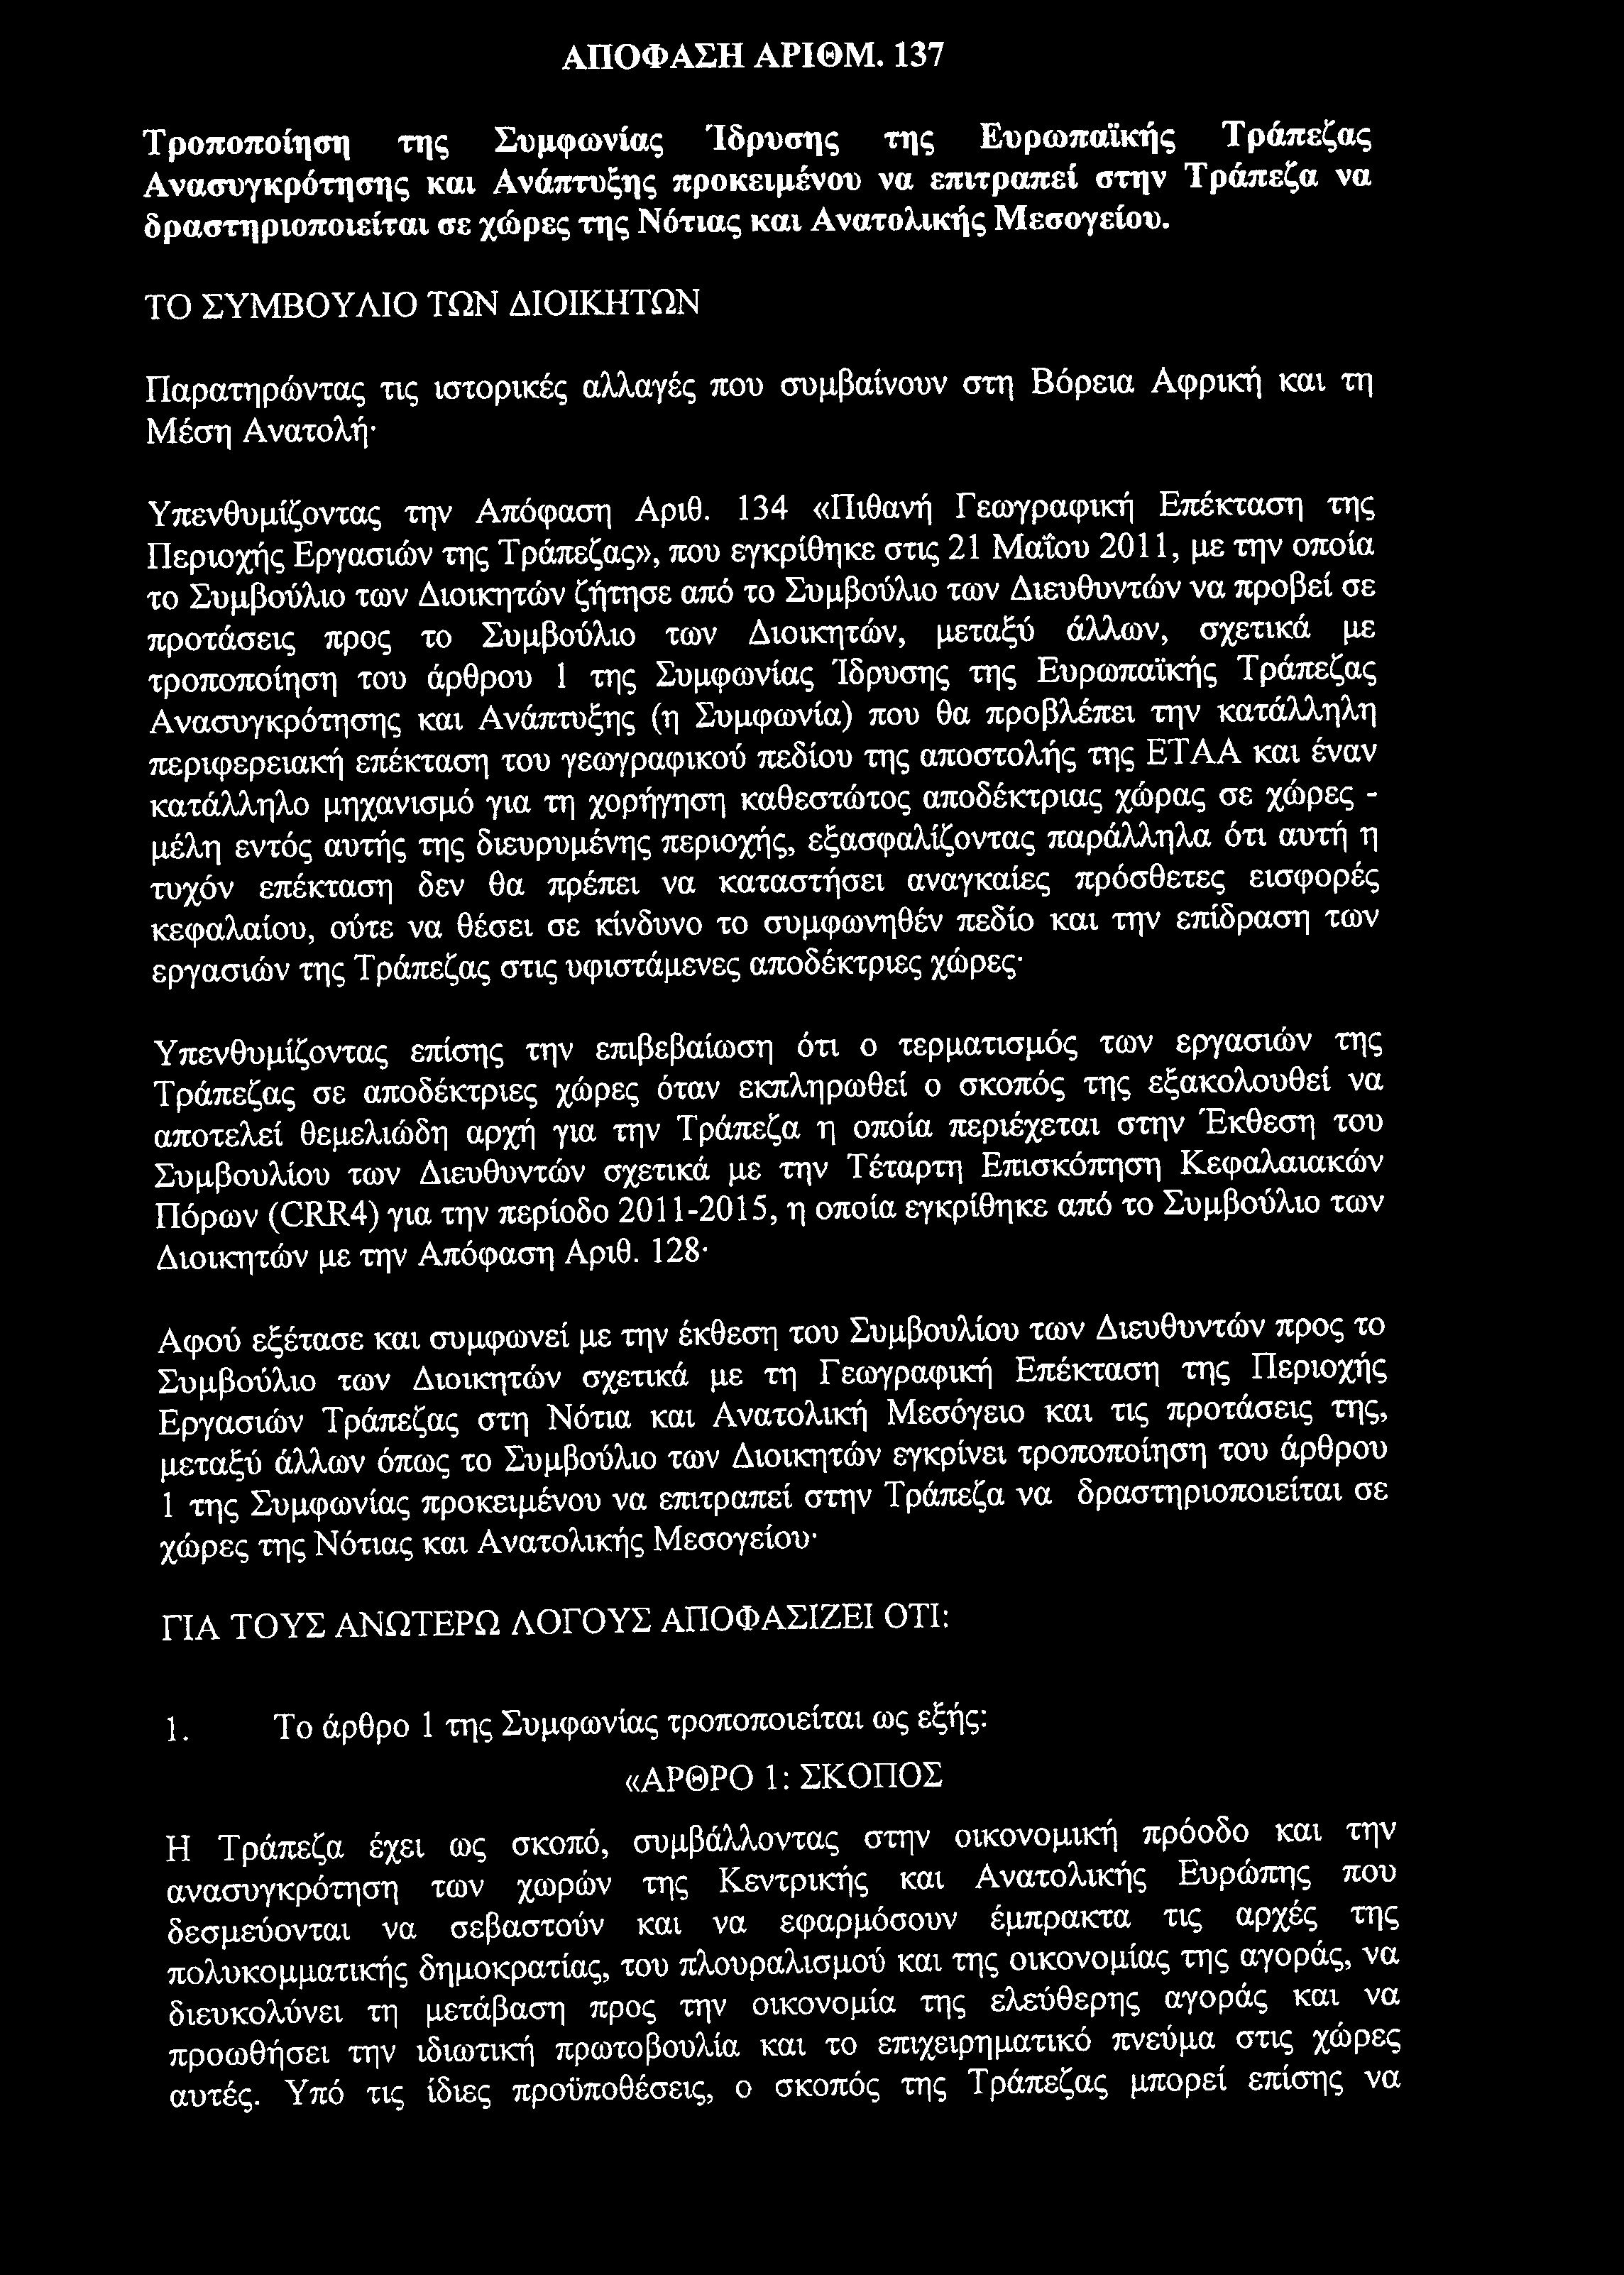 ΑΠΟΦΑΣΗ ΑΡΙΘΜ. 137
Τροποποίηση της Συμφωνίας Ίδρυσης της Ευρωπαϊκής Τράπεζας
Ανασυγκρότησης και Ανάπτυξης προκειμένου να επιτραπεί στην Τράπεζα να
δραστηριοποιείται σε χώρες της Νότιας και Ανατολικής Μεσογείου.
ΤΟ ΣΥΜΒΟΥΛΙΟ ΤΩΝ ΔΙΟΙΚΗΤΩΝ
Παρατηρώντας τις ιστορικές αλλαγές που συμβαίνουν στη Βόρεια Αφρική και τη
Μέση Ανατολή·
Υπενθυμίζοντας την Απόφαση Αριθ. 134 «Πιθανή Γεωγραφική Επέκταση της
Περιοχής Εργασιών της Τράπεζας», που εγκρίθηκε στις 21 Μαΐου 2011, με την οποία
το Συμβούλιο των Διοικητών ζήτησε από το Συμβούλιο των Διευθυντών να προβεί σε
προτάσεις προς το Συμβούλιο των Διοικητών, μεταξύ άλλων, σχετικά με
τροποποίηση του άρθρου 1 της Συμφωνίας Ίδρυσης της Ευρωπαϊκής Τράπεζας
Ανασυγκρότησης και Ανάπτυξης (η Συμφωνία) που θα προβλέπει την κατάλληλη
περιφερειακή επέκταση του γεωγραφικού πεδίου της αποστολής της ΕΤΑΑ και έναν
κατάλληλο μηχανισμό για τη χορήγηση καθεστώτος αποδέκτριας χώρας σε χώρες -
μέλη εντός αυτής της διευρυμένης περιοχής, εξασφαλίζοντας παράλληλα ότι αυτή η
τυχόν επέκταση δεν θα πρέπει να καταστήσει αναγκαίες πρόσθετες εισφορές
κεφαλαίου, ούτε να θέσει σε κίνδυνο το συμφωνηθέν πεδίο και την επίδραση των
εργασιών της Τράπεζας στις υφιστάμενες αποδέκτριες χώρες·
Υπενθυμίζοντας επίσης την επιβεβαίωση ότι ο τερματισμός των εργασιών της
Τράπεζας σε αποδέκτριες χώρες όταν εκπληρωθεί ο σκοπός της εξακολουθεί να
αποτελεί θεμελιώδη αρχή για την Τράπεζα η οποία περιέχεται στην Έκθεση του
Συμβουλίου των Διευθυντών σχετικά με την Τέταρτη Επισκόπηση Κεφαλαιακών
Πόρων (CRR4) για την περίοδο 2011-2015, η οποία εγκρίθηκε από το Συμβούλιο των
Διοικητών με την Απόφαση Αριθ. 128·
Αφού εξέτασε και συμφωνεί με την έκθεση του Συμβουλίου των Διευθυντών προς το
Συμβούλιο των Διοικητών σχετικά με τη Γεωγραφική Επέκταση της Περιοχής
Εργασιών Τράπεζας στη Νότια και Ανατολική Μεσόγειο και τις προτάσεις της,
μεταξύ άλλων όπως το Συμβούλιο των Διοικητών εγκρίνει τροποποίηση του άρθρου
1 της Συμφωνίας προκειμένου να επιτραπεί στην Τράπεζα να δραστηριοποιείται σε
χώρες της Νότιας και Ανατολικής Μεσογείου·
ΓΙΑ ΤΟΥΣ ΑΝΩΤΕΡΩ ΛΟΓΟΥΣ ΑΠΟΦΑΣΙΖΕΙ ΟΤΙ:
1. Το άρθρο 1 της Συμφωνίας τροποποιείται ως εξής:
«ΑΡΘΡΟ 1: ΣΚΟΠΟΣ
Η Τράπεζα έχει ως σκοπό, συμβάλλοντας στην οικονομική πρόοδο και την
ανασυγκρότηση των χωρών της Κεντρικής και Ανατολικής Ευρώπης που
δεσμεύονται να σεβαστούν και να εφαρμόσουν έμπρακτα τις αρχές της
πολυκομματικής δημοκρατίας, του πλουραλισμού και της οικονομίας της αγοράς, να
διευκολύνει τη μετάβαση προς την οικονομία της ελεύθερης αγοράς και να
προωθήσει την ιδιωτική πρωτοβουλία και το επιχειρηματικό πνεύμα στις χώρες
αυτές. Υπό τις ίδιες προϋποθέσεις, ο σκοπός της Τράπεζας μπορεί επίσης να